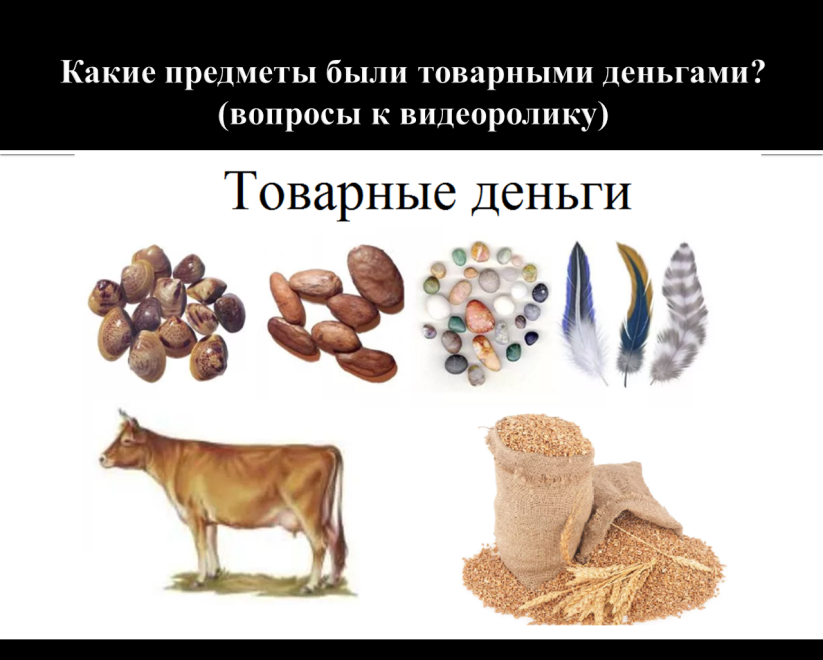 Какие предметы были товарными деньгами?
(вопросы к видеоролику)
Товарные деньги